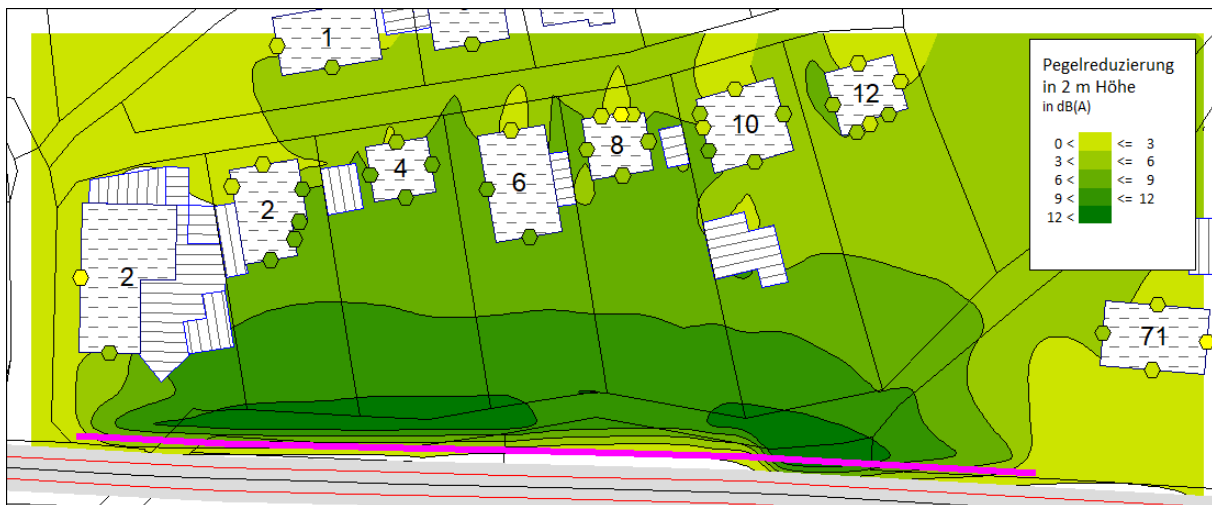 1
Pegelreduzierung
in 2 m Höhe
in dB(A)
0 < <= 3
3 < <= 6
6 < <= 9
9 < <= 12
12 <
12
10
8
4
6
2
2
71